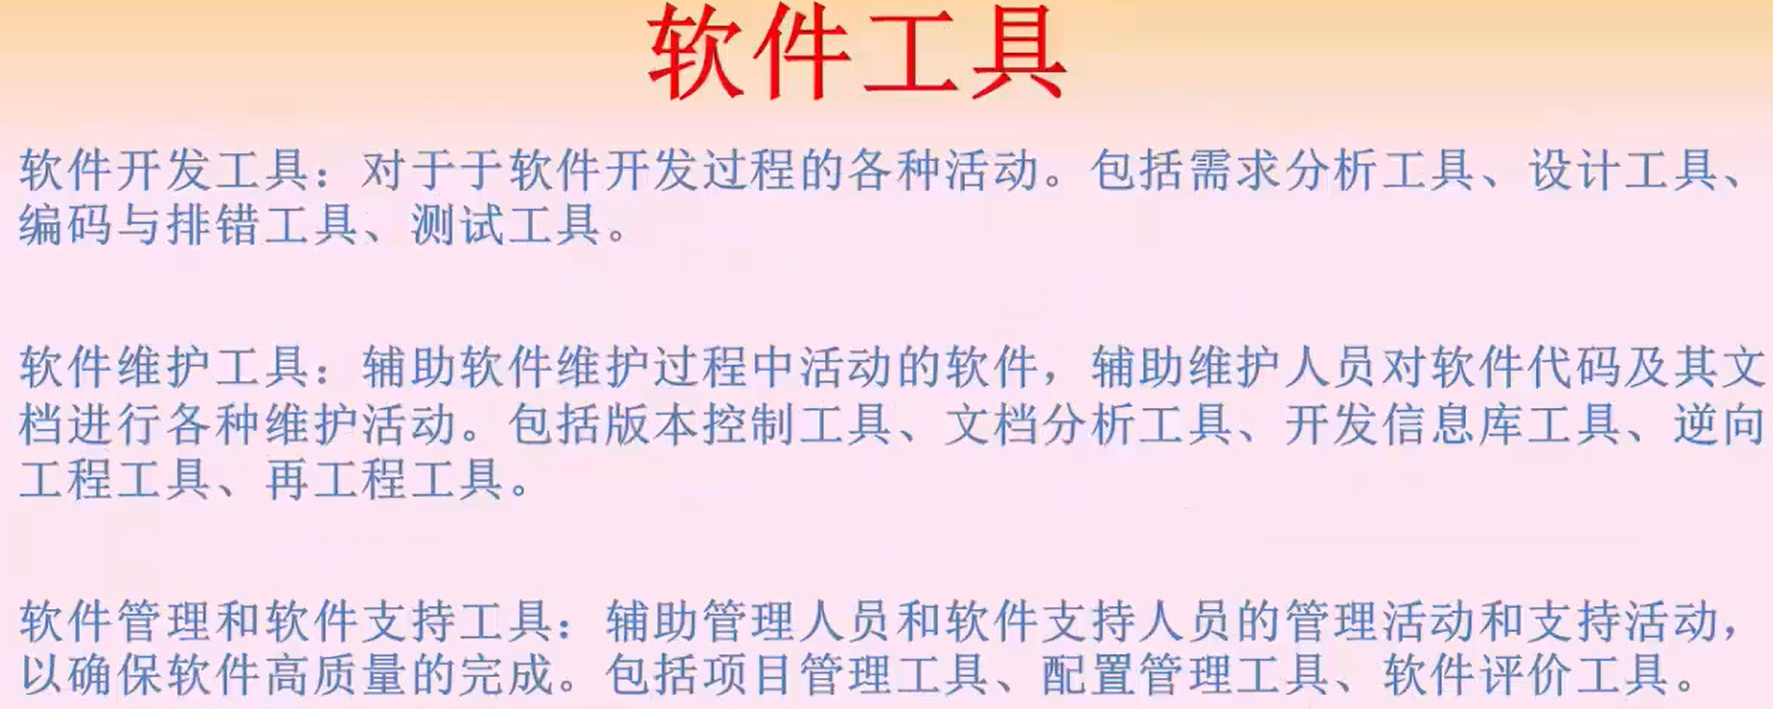 软件工具
软件开发工具：对于于软件开发过程的各种活动。包括需求分析工具、设计工具、
编码与排错工具、测试工具。
软件维护工具：辅助软件维护过程中活动的软件，辅助维护人员对软件代码及其文
档进行各种维护活动。包括版本控制工具、文档分析工具、开发信息库工具、逆向
工程工具、再工程工具。
软件管理和软件支持工具：辅助管理人员和软件支持人员的管理活动和支持活动，
以确保软件高质量的完成。包括项目管理工具、配置管理工具、软件评价工具。